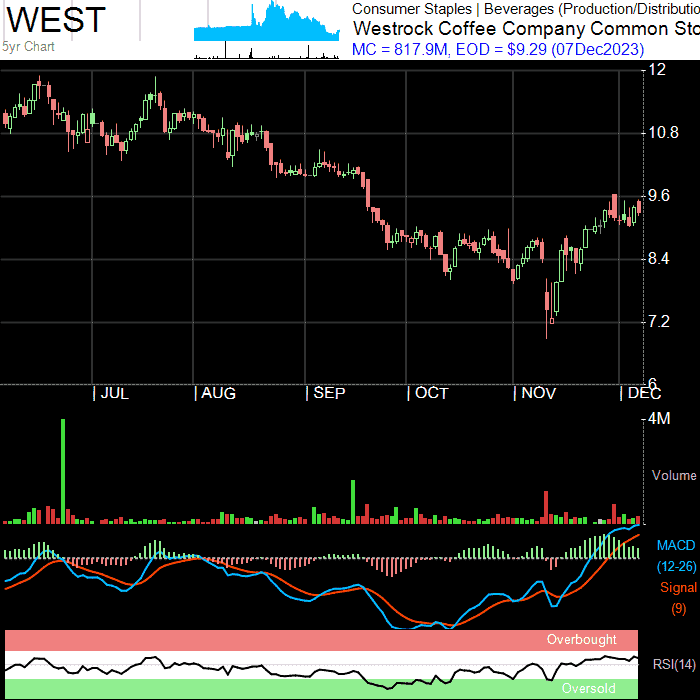 WEST
5yr Chart
Consumer Staples | Beverages (Production/Distributio
Westrock Coffee Company Common Sto
MC = 817.9M, EOD = $9.29 (07Dec2023)
12
10.8
9.6
8.4
7.2
6
| JUL | AUG | SEP | OCT | NOV | DEC
4M
Volume
MACD
(12-26)
Signal
(9)
Overbought
RSI(14)
Oversold